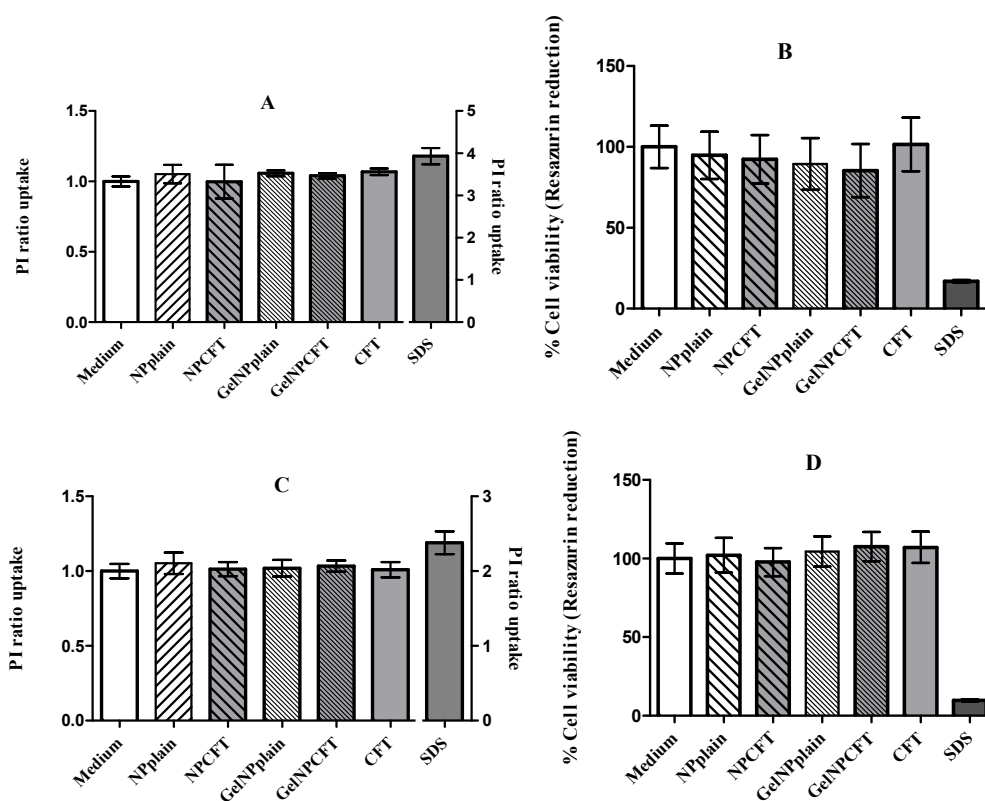 A
PI ratio uptake
1.5
1.0
0.5
0.0
5
4
3
2
1
0
PI ratio uptake
Medium
NPplain
NPCFT
GelNPplain
GelNPCFT
CFT
SDS
B
% Cell viability (Resazurin reduction)
150
100
50
0
Medium
NPplain
NPCFT
GelNPplain
GelNPCFT
CFT
SDS
C
PI ratio uptake
1.5
1.0
0.5
0.0
3
2
1
0
PI ratio uptake
Medium
NPplain
NPCFT
GelNPplain
GelNPCFT
CFT
SDS
D
% Cell viability (Resazurin reduction)
150
100
50
0
Medium
NPplain
NPCFT
GelNPplain
GelNPCFT
CFT
SDS